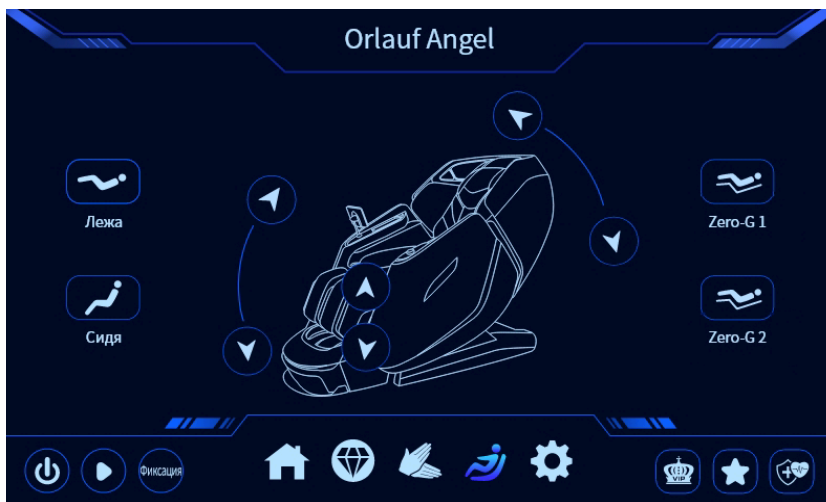 Orlauf Angel
Лежа
Zero-G 1
Сидя
Zero-G 2
Фиксация
VIP